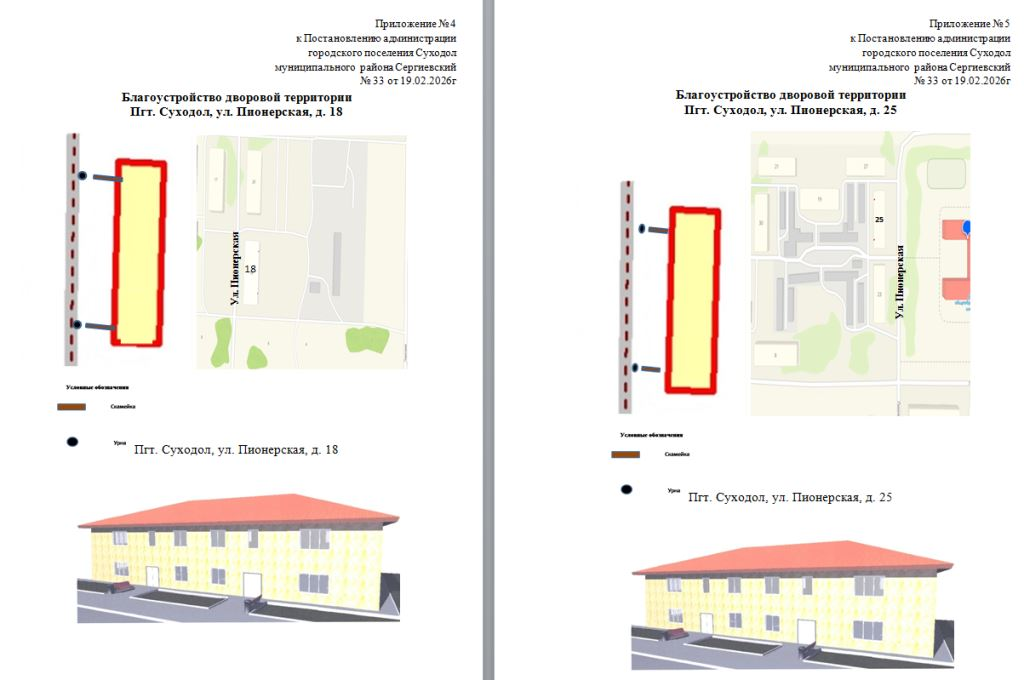 Приложение №4
к Постановлению администрации
городского поселения Суходол
муниципального района Сергиевский
№ 33 от 19.02.2026г
Благоустройство дворовой территории
Пгт. Суходол, ул. Пионерская, д. 18
Ул. Пионерская
18
Условные обозначения
Скамейка
Урна
Пгт. Суходол, ул. Пионерская, д. 18
Приложение №5
к Постановлению администрации
городского поселения Суходол
муниципального района Сергиевский
№ 33 от 19.02.2026г
Благоустройство дворовой территории
Пгт. Суходол, ул. Пионерская, д. 25
25
Ул. Пионерская
Условные обозначения
Скамейка
Урна
Пгт. Суходол, ул. Пионерская, д. 25